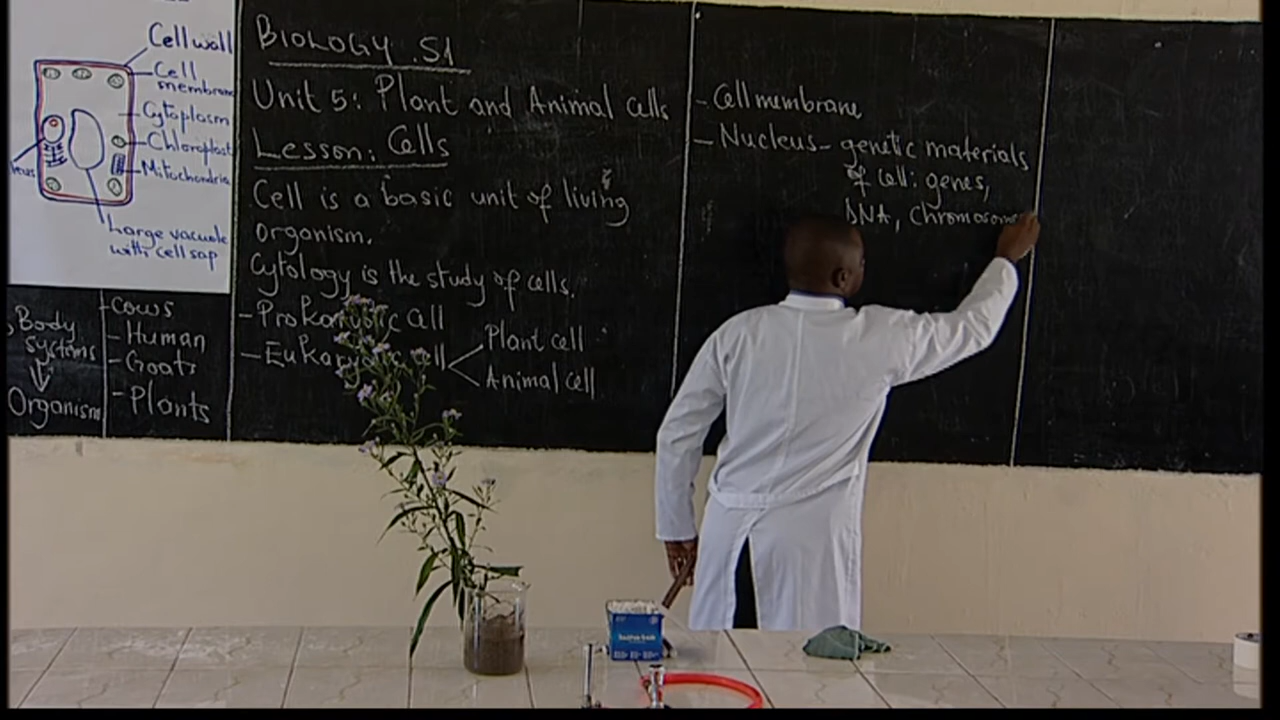 Cell wall
Cell
membrane
Cytoplasm
Chloroplast
Mitochondria
Large vacuole
with cell sap
Body
systems
Organism
-cows
-Human
-Goats
-Plants
BIOLOGY S1
Unit 5: Plant and Animal cells
Lesson: Cells
Cell is a basic unit of living
organism.
Cytology is the study of cells.
-Prokaryotic Cell
-Eukaryotic cell
Plant cell
Animal cell
-Cell membrane
-Nucleus- genetic materials
of cell: genes,
DNA, Chromosome